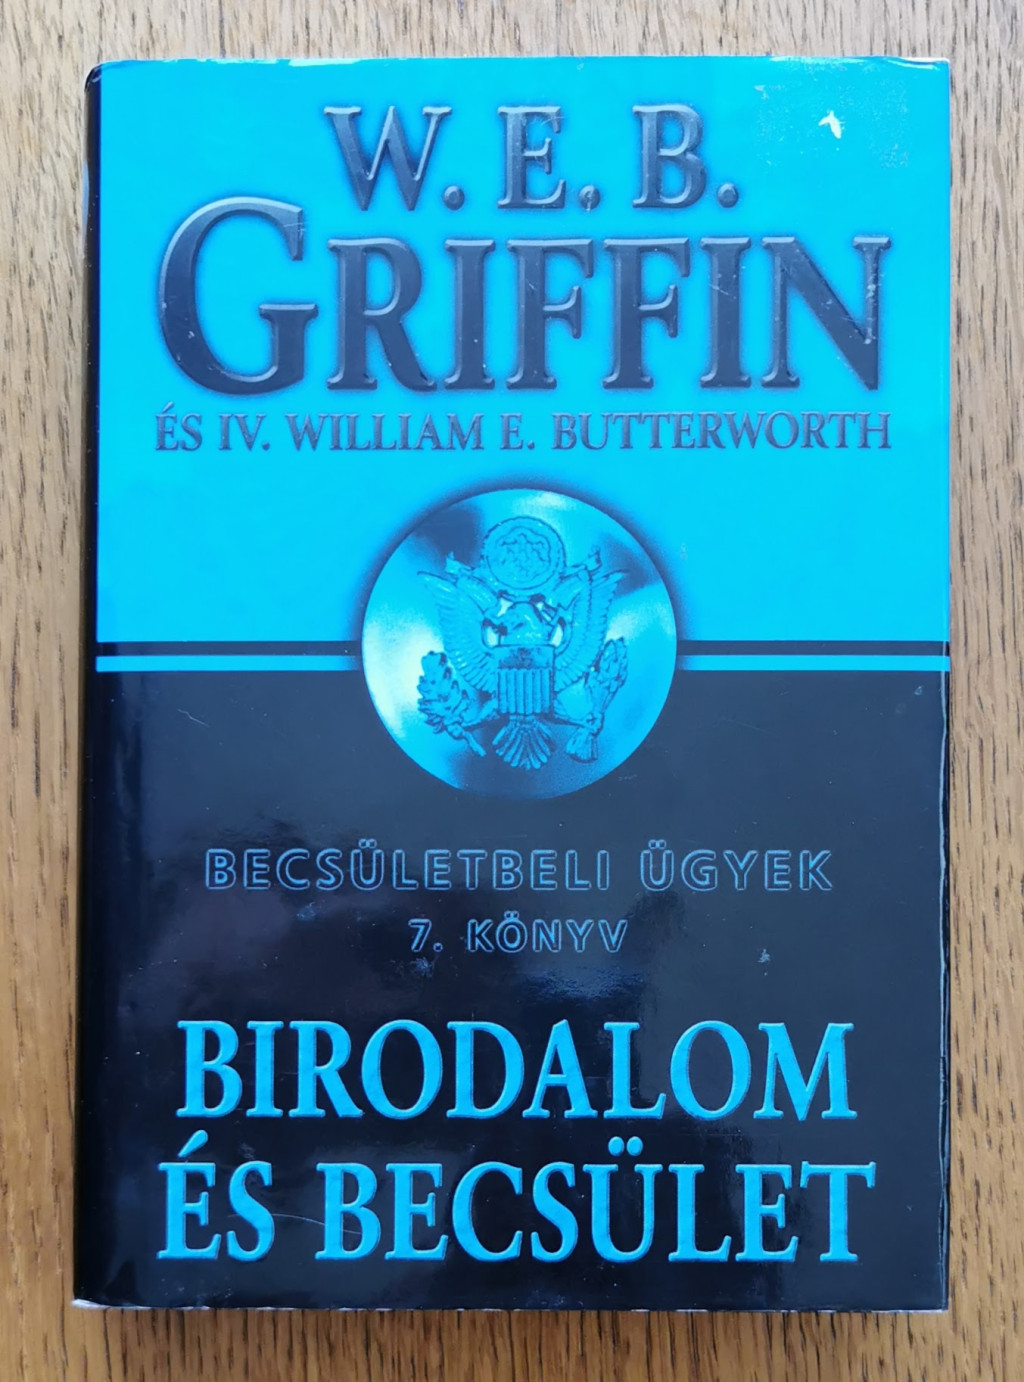 W. E. B.
GRIFFIN
ÉS IV. WILLIAM E. BUTTERWORTH
BECSÜLETBELI ÜGYEK
7. KÖNYV
BIRODALOM
ÉS BECSÜLET